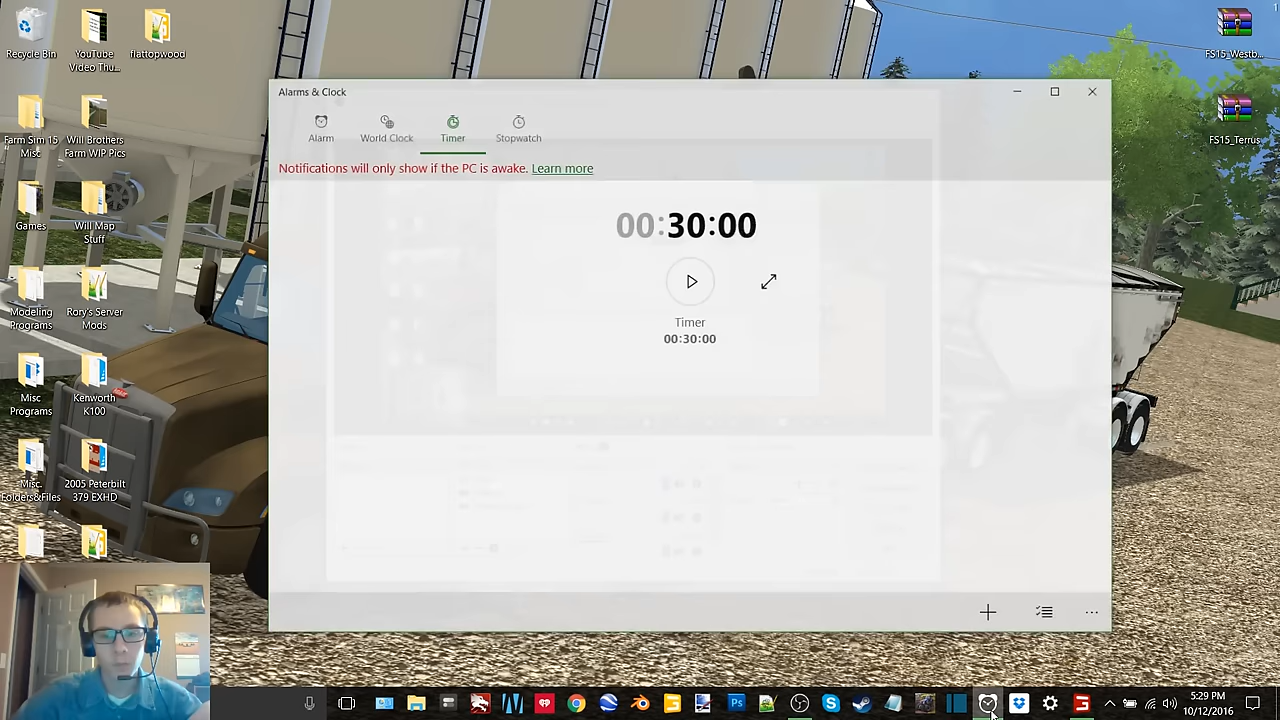 Recycle Bin
YouTube
Video Thu...
flattopwood
FS15_Westb...
Farm Sim 15
Misc
Will Brothers
Farm WIP Pics
FS15_Terrus
Games
Will Map
Stuff
Modeling
Programs
Rory's Server
Mods
Misc
Programs
Kenworth
K100
Misc.
Folders&Files
2005 Peterbilt
379 EXHD
Alarms & Clock
Alarm
World Clock
Timer
Stopwatch
Notifications will only show if the PC is awake. Learn more
00:30:00
Timer
00:30:00
5:29 PM
10/12/2016